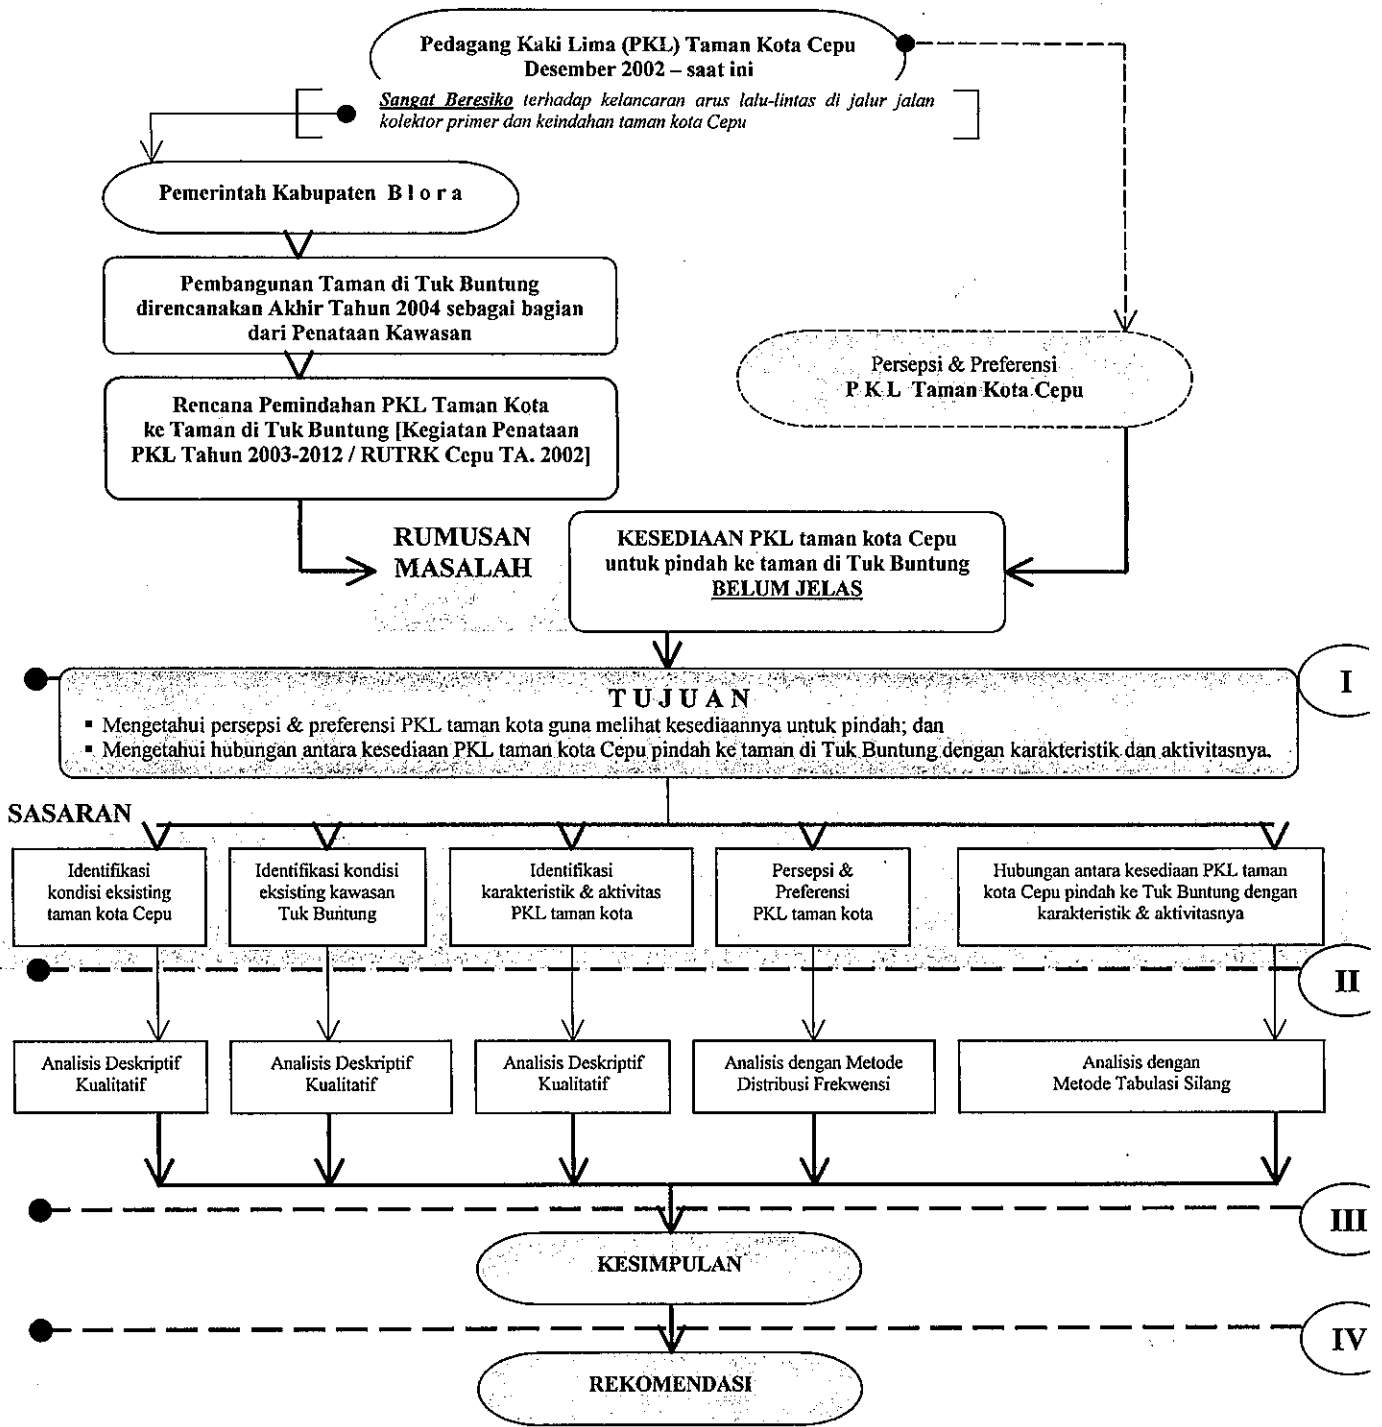 Pedagang Kaki Lima (PKL) Taman Kota Cepu
Desember 2002 – saat ini
Sangat Beresiko terhadap kelancaran arus lalu-lintas di jalur jalan
kolektor primer dan keindahan taman kota Cepu
Pemerintah Kabupaten B l o r a
Pembangunan Taman di Tuk Buntung
direncanakan Akhir Tahun 2004 sebagai bagian
dari Penataan Kawasan
Persepsi & Preferensi
P K L Taman Kota Cepu
Rencana Pemindahan PKL Taman Kota
ke Taman di Tuk Buntung [Kegiatan Penataan
PKL Tahun 2003-2012 / RUTRK Cepu TA. 2002]
RUMUSAN
MASALAH
KESEDIAAN PKL taman kota Cepu
untuk pindah ke taman di Tuk Buntung
BELUM JELAS
I
T U J U A N
▪ Mengetahui persepsi & preferensi PKL taman kota guna melihat kesediaannya untuk pindah; dan
▪ Mengetahui hubungan antara kesediaan PKL taman kota Cepu pindah ke taman di Tuk Buntung dengan karakteristik dan aktivitasnya.
SASARAN
Identifikasi
kondisi eksisting
taman kota Cepu
Identifikasi kondisi
eksisting kawasan
Tuk Buntung
Identifikasi
karakteristik & aktivitas
PKL taman kota
Persepsi &
Preferensi
PKL taman kota
Hubungan antara kesediaan PKL taman
kota Cepu pindah ke Tuk Buntung dengan
karakteristik & aktivitasnya
II
Analisis Deskriptif
Kualitatif
Analisis Deskriptif
Kualitatif
Analisis Deskriptif
Kualitatif
Analisis dengan Metode
Distribusi Frekwensi
Analisis dengan
Metode Tabulasi Silang
III
KESIMPULAN
IV
REKOMENDASI